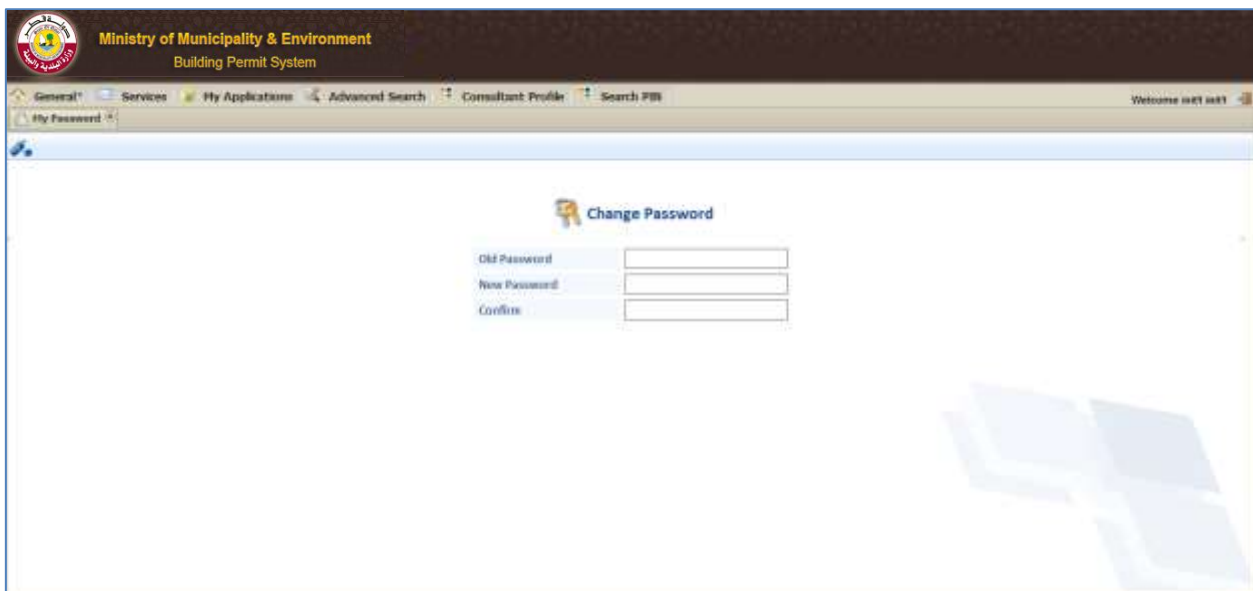 Ministry of Municipality & Environment
Building Permit System
General Services My Applications Advanced Search Consultant Profile Search PIN
Welcome
My Password
Change Password
Old Password
New Password
Confirm